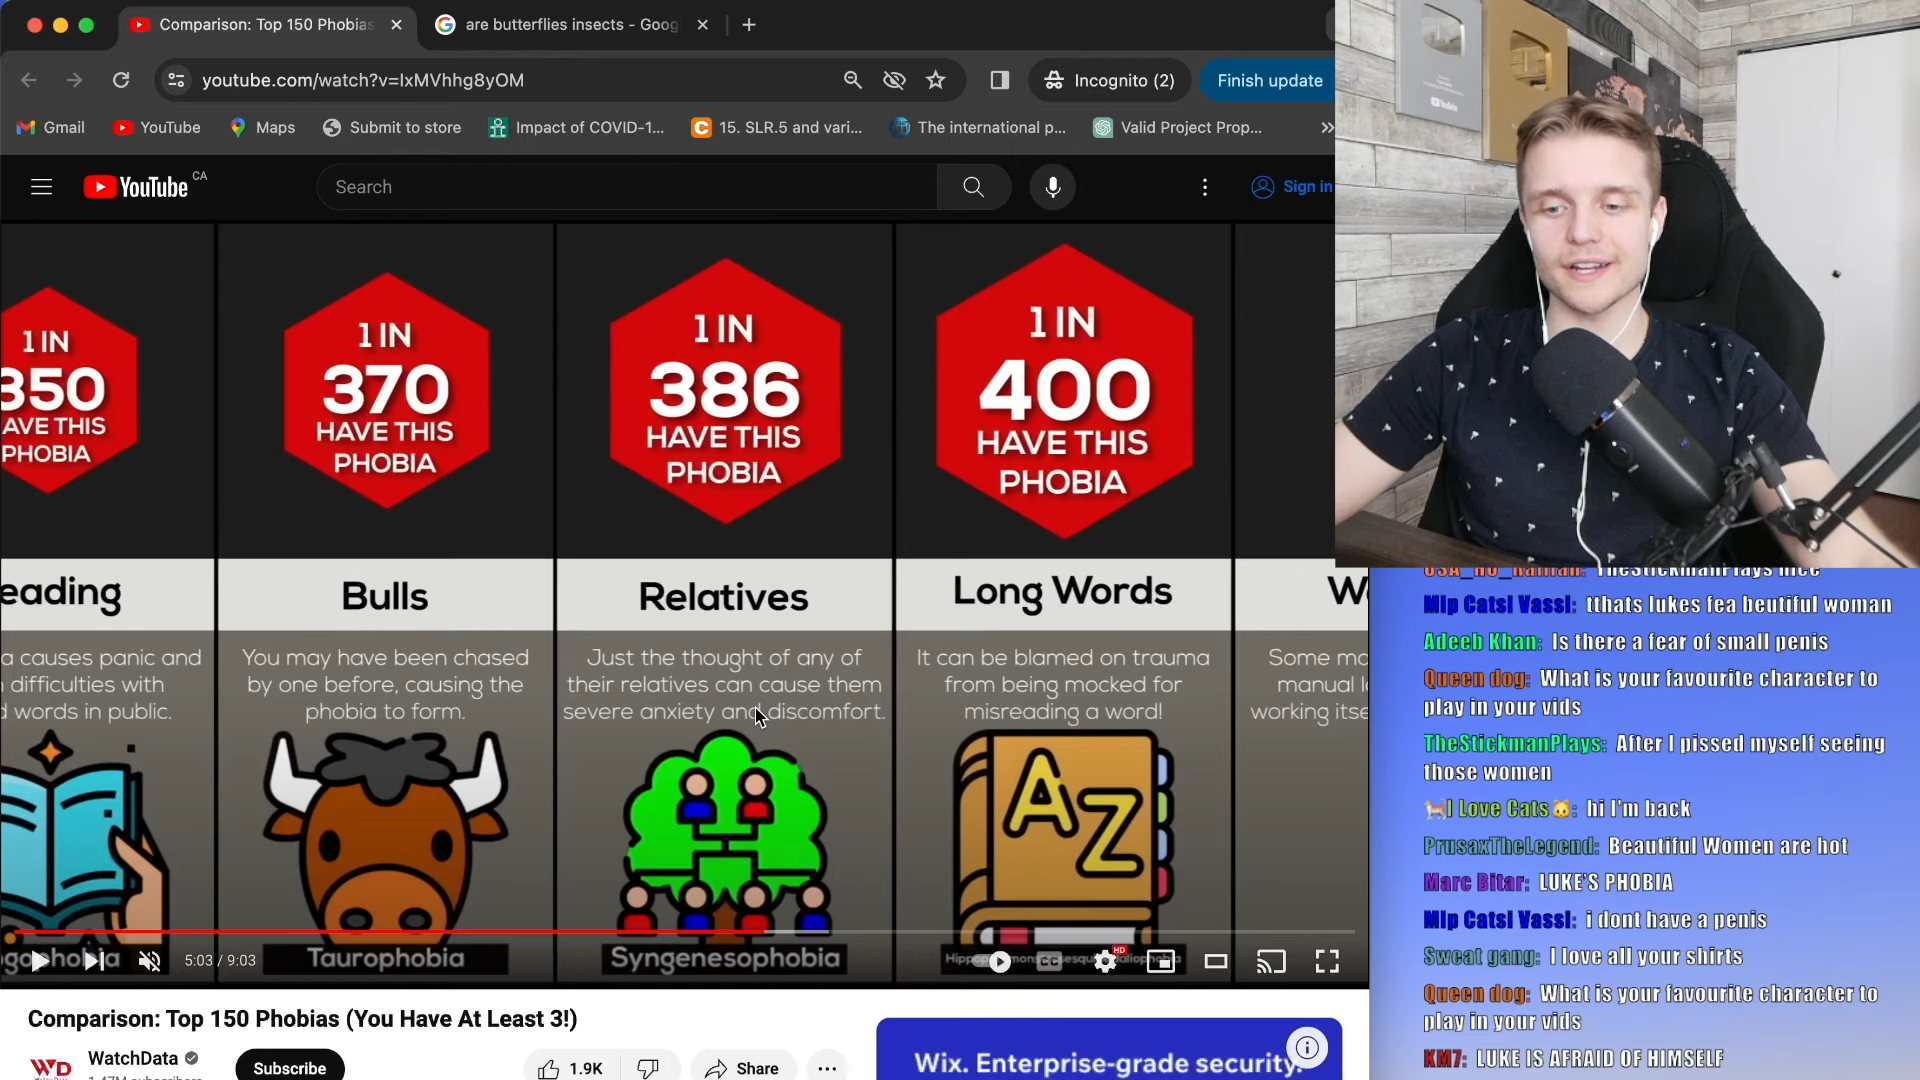 Comparison: Top 150 Phobias
are butterflies insects - Goog
youtube.com/watch?v=IxMVhhg8yOM
Incognito (2)
Finish update
Gmail
YouTube
Maps
Submit to store
Impact of COVID-1...
15. SLR.5 and vari...
The international p...
Valid Project Prop...
YouTube CA
Search
Sign in
1 IN
350
AVE THIS
PHOBIA
eading
a causes panic and
difficulties with
d words in public.
1 IN
370
HAVE THIS
PHOBIA
Bulls
You may have been chased
by one before, causing the
phobia to form.
Taurophobia
1 IN
386
HAVE THIS
PHOBIA
Relatives
Just the thought of any of
their relatives can cause them
severe anxiety and discomfort.
Syngenesophobia
1 IN
400
HAVE THIS
PHOBIA
Long Words
It can be blamed on trauma
from being mocked for
misreading a word!
AZ
W
Some
manual
working itse
5:03 / 9:03
HD
Comparison: Top 150 Phobias (You Have At Least 3!)
WD
WatchData
Subscribe
1.9K
Share
Wix. Enterprise-grade security.
TheStickmanPlays nice
Mlp Cats! Vass!: tthats lukes fea beutiful woman
Adeeb Khan: Is there a fear of small penis
Queen dog: What is your favourite character to
play in your vids
TheStickmanPlays: After I pissed myself seeing
those women
I Love Cats: hi I'm back
PrusaxTheLegend: Beautiful Women are hot
Marc Bitar: LUKE'S PHOBIA
Mlp Cats! Vass!: i dont have a penis
Sweat gang: I love all your shirts
Queen dog: What is your favourite character to
play in your vids
KM7: LUKE IS AFRAID OF HIMSELF